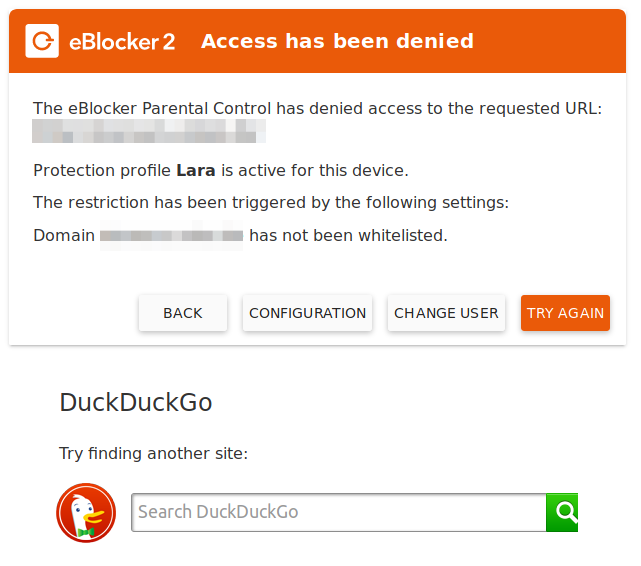 eBlocker 2 Access has been denied
The eBlocker Parental Control has denied access to the requested URL:
Protection profile Lara is active for this device.
The restriction has been triggered by the following settings:
Domain has not been whitelisted.
BACK CONFIGURATION CHANGE USER TRY AGAIN
DuckDuckGo
Try finding another site:
Search DuckDuckGo